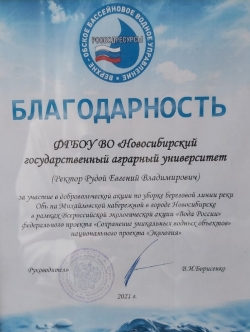 ВЕРХНЕ-ОБСКОЕ БАССЕЙНОВОЕ ВОДНОЕ УПРАВЛЕНИЕ
РОСВОДРЕСУРСЫ
БЛАГОДАРНОСТЬ
ФГБОУ ВО «Новосибирский
государственный аграрный университет
(Ректор Рудой Евгений Владимирович)
за участие в добровольческой акции по уборке береговой линии реки
Обь на Михайловской набережной в городе Новосибирске
в рамках Всероссийской экологической акции «Вода России»
федерального проекта «Сохранение уникальных водных объектов»
национального проекта «Экология»
Руководитель
В.М.Борисенко
2021 г.